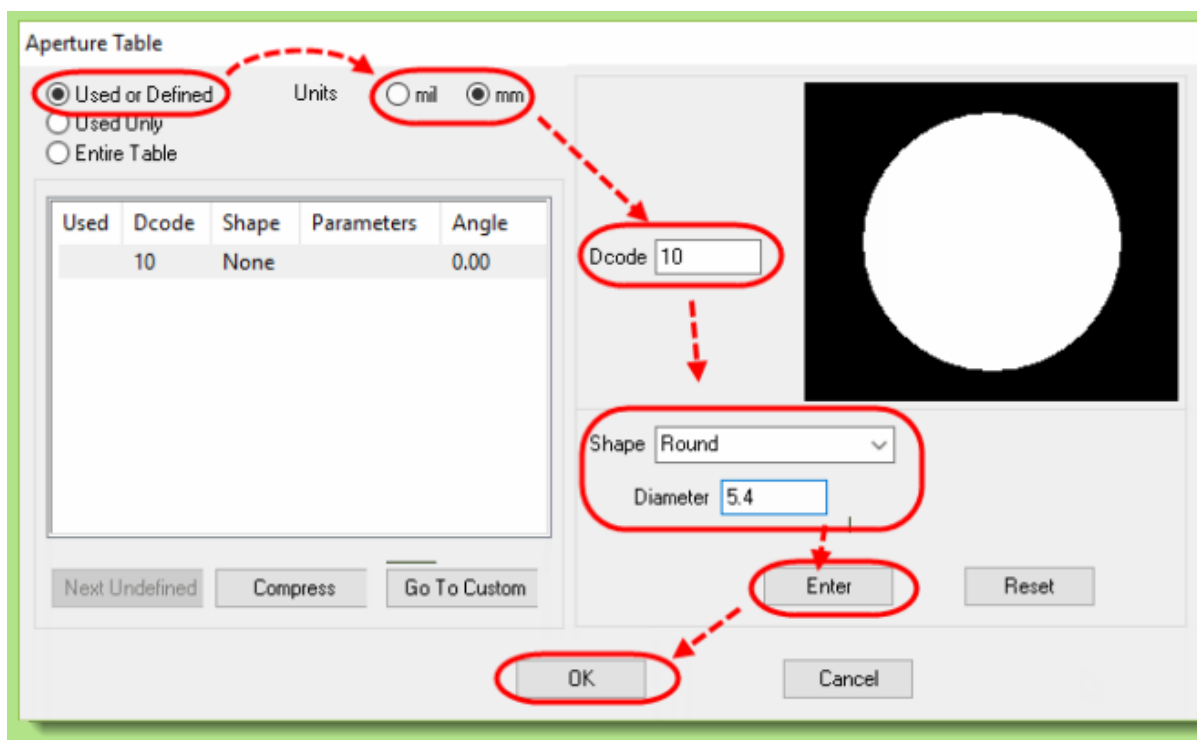 Aperture Table
Used or Defined
Units
mil
mm
Used Only
Entire Table
Used Dcode Shape Parameters Angle
10 None 0.00
Next Undefined
Compress
Go To Custom
Dcode 10
Shape Round
Diameter 5.4
Enter
Reset
OK
Cancel